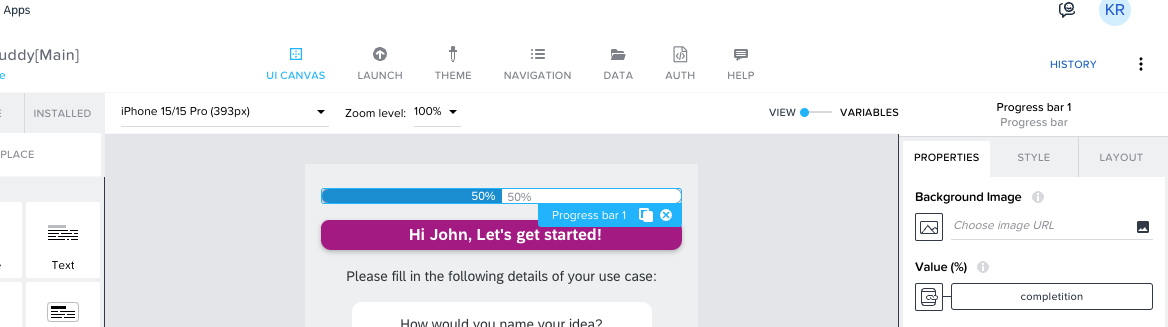 Apps
KR
uddy[Main]
UI CANVAS
LAUNCH
THEME
NAVIGATION
DATA
AUTH
HELP
HISTORY
e
E
INSTALLED
PLACE
Text
iPhone 15/15 Pro (393px)
Zoom level:
100%
VIEW
VARIABLES
50%
50%
Progress bar 1
Hi John, Let's get started!
Please fill in the following details of your use case:
How would you name your idea?
Progress bar 1
Progress bar
PROPERTIES
STYLE
LAYOUT
Background Image
Choose image URL
Value (%)
completition